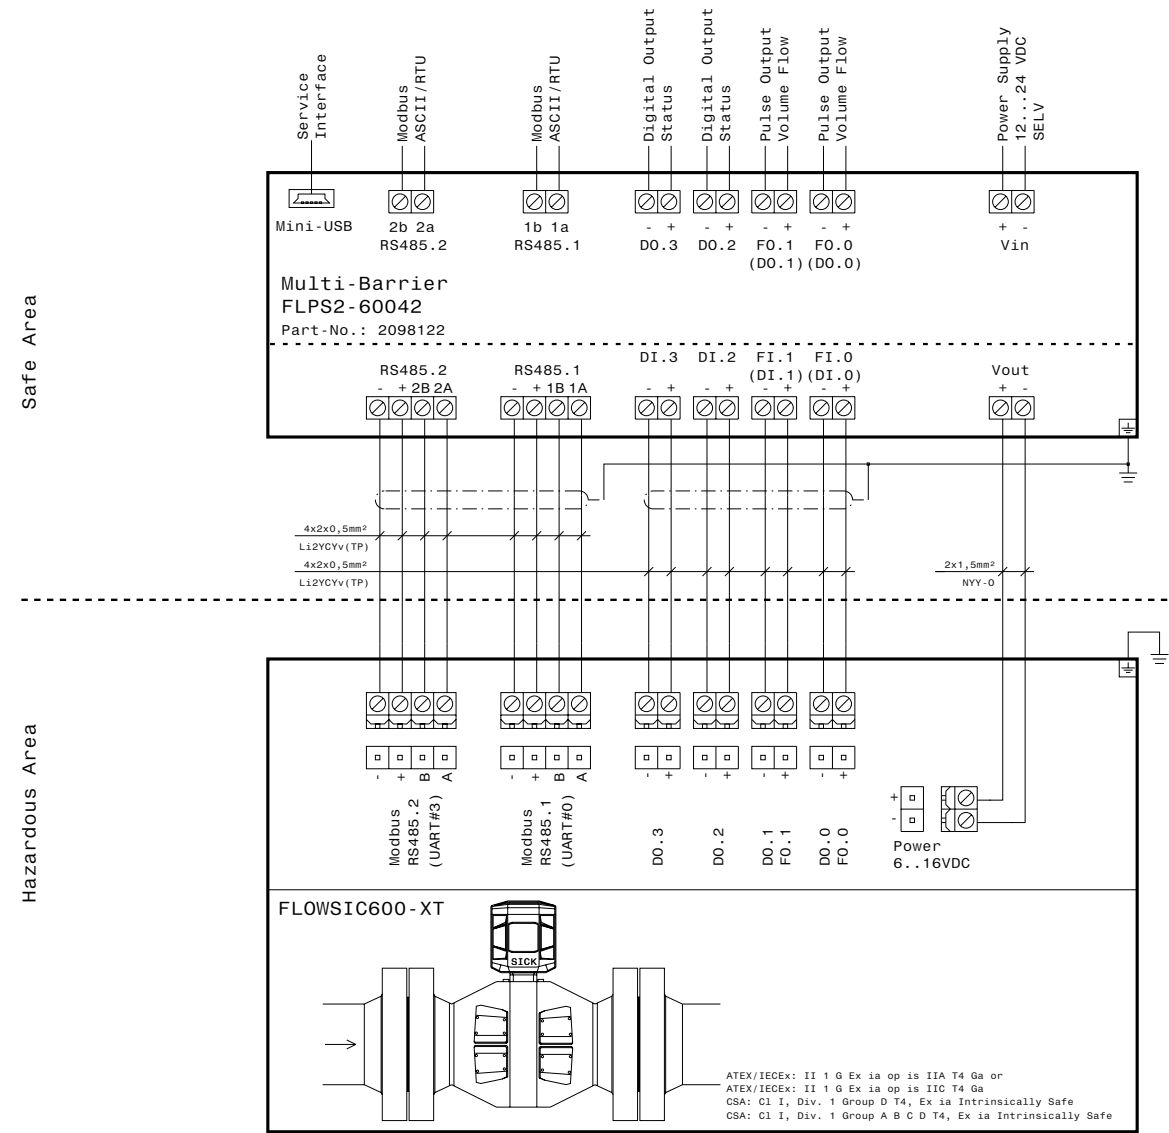 Service
Interface
Modbus
ASCII/RTU
Modbus
ASCII/RTU
Digital Output
Status
Digital Output
Status
Pulse Output
Volume Flow
Pulse Output
Volume Flow
Power Supply
12...24 VDC
SELV
Mini-USB
2b 2a
RS485.2
1b 1a
RS485.1
- +
DO.3
- +
DO.2
- +
FO.1
(DO.1)
- +
FO.0
(DO.0)
+ -
Vin
Multi-Barrier
FLPS2-60042
Part-No.: 2098122
Safe Area
RS485.2
- + 2B 2A
RS485.1
- + 1B 1A
DI.3
- +
DI.2
- +
FI.1
(DI.1)
- +
FI.0
(DI.0)
- +
Vout
+ -
4x2x0,5mm²
Li2YCYv(TP)
4x2x0,5mm²
Li2YCYv(TP)
2x1,5mm²
NYY-O
Hazardous Area
- + B A
Modbus
RS485.2
(UART#3)
- + B A
Modbus
RS485.1
(UART#0)
- +
DO.3
- +
DO.2
- +
DO.1
FO.1
- +
DO.0
FO.0
+
-
Power
6..16VDC
FLOWSIC600-XT
SICK
ATEX/IECEx: II 1 G Ex ia op is IIA T4 Ga or
ATEX/IECEx: II 1 G Ex ia op is IIC T4 Ga
CSA: Cl I, Div. 1 Group D T4, Ex ia Intrinsically Safe
CSA: Cl I, Div. 1 Group A B C D T4, Ex ia Intrinsically Safe